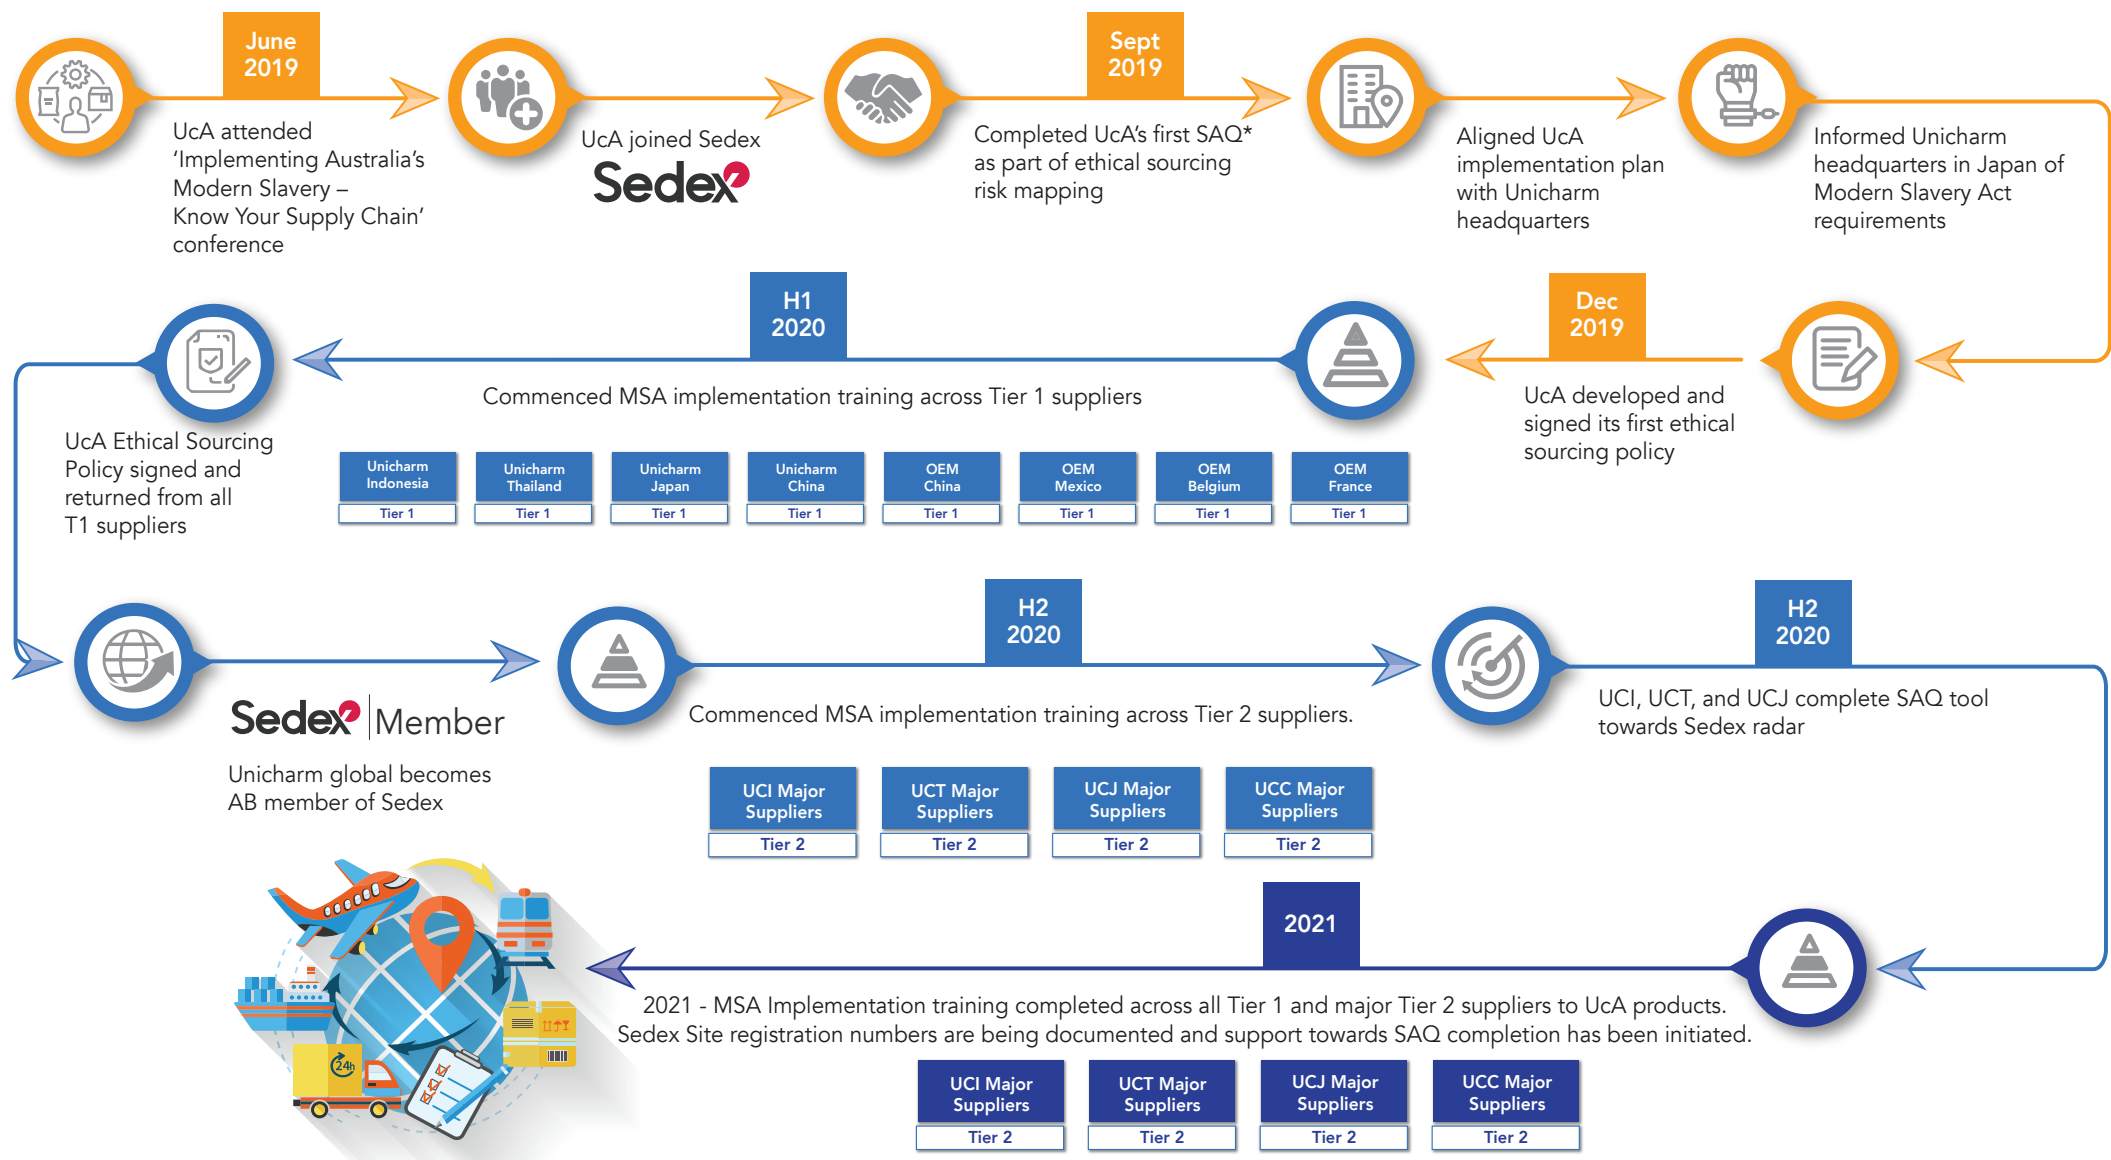 June
2019
UcA attended
‘Implementing Australia’s
Modern Slavery –
Know Your Supply Chain’
conference
UcA joined Sedex
Sedex
Sept
2019
Completed UcA’s first SAQ*
as part of ethical sourcing
risk mapping
Aligned UcA
implementation plan
with Unicharm
headquarters
Informed Unicharm
headquarters in Japan of
Modern Slavery Act
requirements
Dec
2019
UcA developed and
signed its first ethical
sourcing policy
H1
2020
Commenced MSA implementation training across Tier 1 suppliers
Unicharm
Indonesia
Tier 1
Unicharm
Thailand
Tier 1
Unicharm
Japan
Tier 1
Unicharm
China
Tier 1
OEM
China
Tier 1
OEM
Mexico
Tier 1
OEM
Belgium
Tier 1
OEM
France
Tier 1
UcA Ethical Sourcing
Policy signed and
returned from all
T1 suppliers
Sedex Member
Unicharm global becomes
AB member of Sedex
H2
2020
Commenced MSA implementation training across Tier 2 suppliers.
UCI Major
Suppliers
Tier 2
UCT Major
Suppliers
Tier 2
UCJ Major
Suppliers
Tier 2
UCC Major
Suppliers
Tier 2
H2
2020
UCI, UCT, and UCJ complete SAQ tool
towards Sedex radar
2021
2021 - MSA Implementation training completed across all Tier 1 and major Tier 2 suppliers to UcA products.
Sedex Site registration numbers are being documented and support towards SAQ completion has been initiated.
UCI Major
Suppliers
Tier 2
UCT Major
Suppliers
Tier 2
UCJ Major
Suppliers
Tier 2
UCC Major
Suppliers
Tier 2
24h